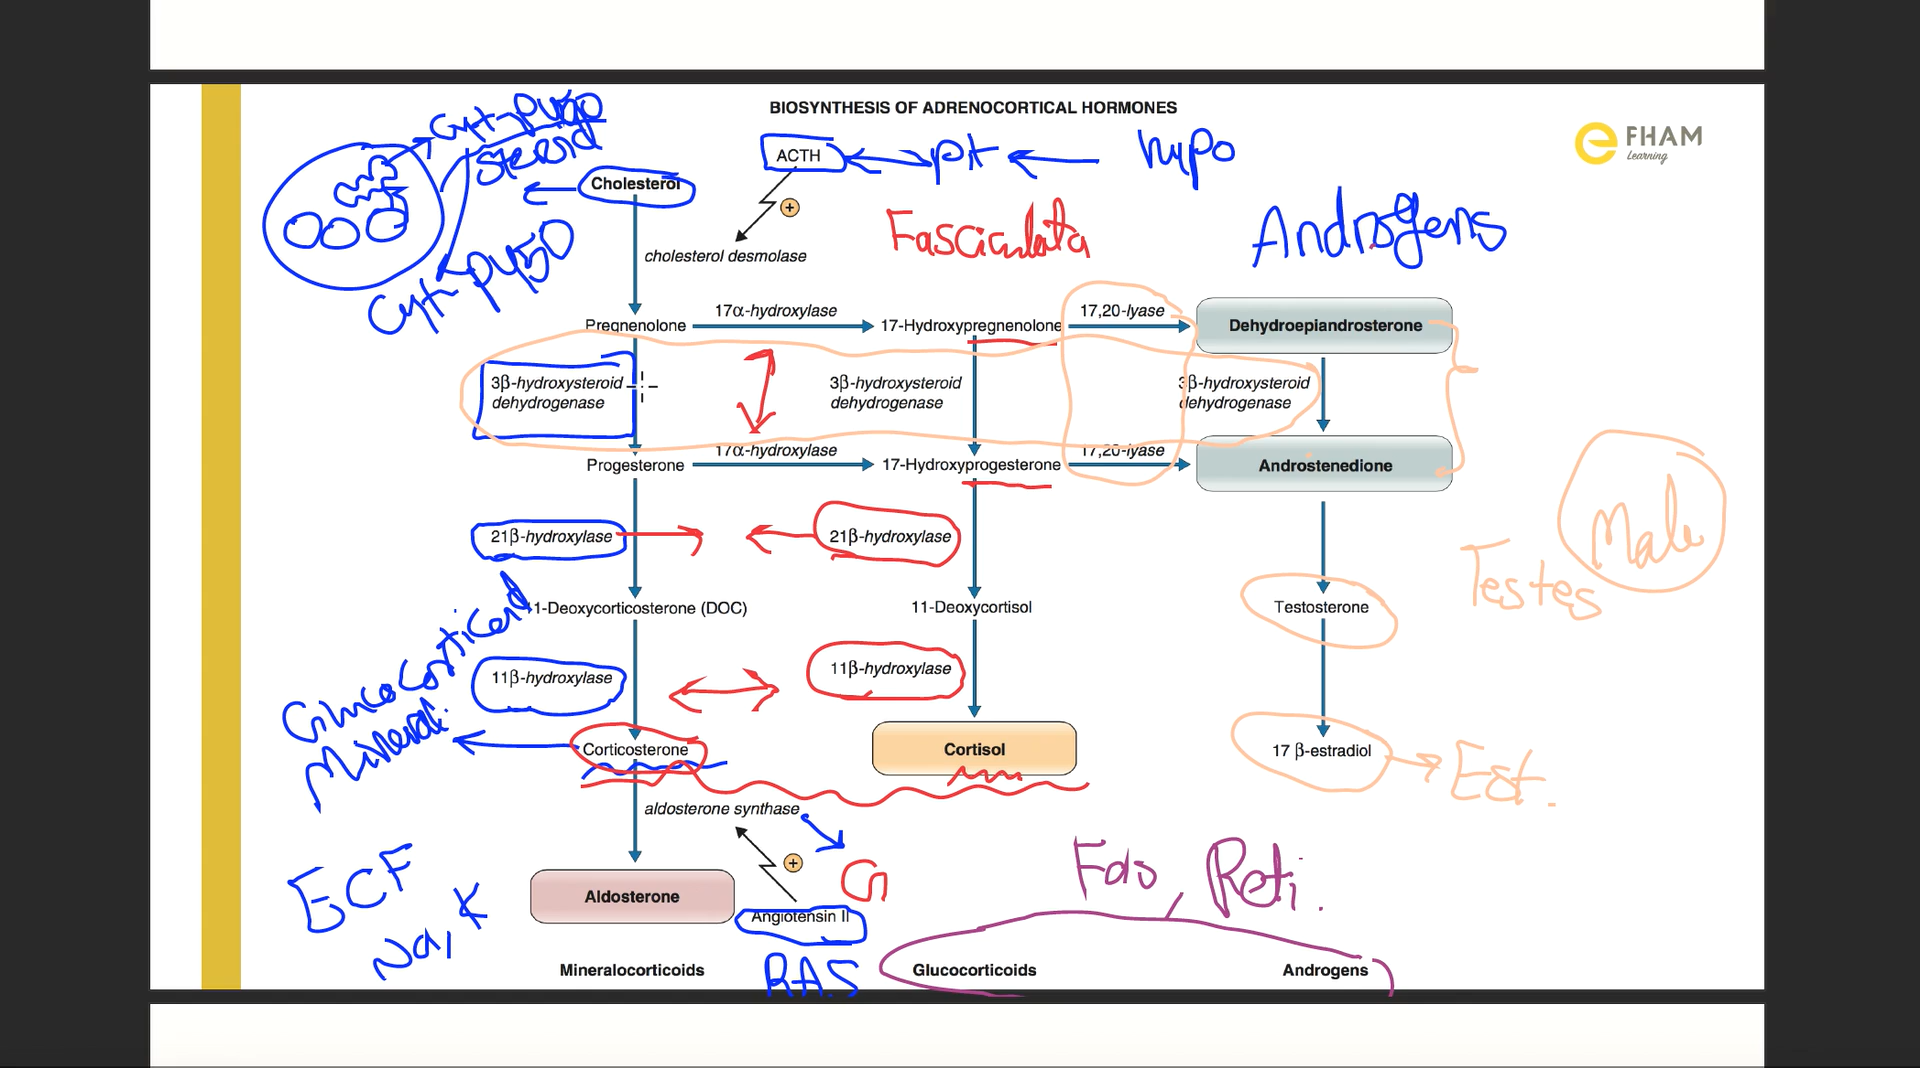 BIOSYNTHESIS OF ADRENOCORTICAL HORMONES
EFHAM
Learning
Cyt-P450
steroid
ACTH
pit
hypo
Cholesterol
Cyt-P450
Fasciculata
Androgens
cholesterol desmolase
17α-hydroxylase
17,20-lyase
Pregnenolone
17-Hydroxypregnenolone
Dehydroepiandrosterone
3β-hydroxysteroid
dehydrogenase
3β-hydroxysteroid
dehydrogenase
3β-hydroxysteroid
dehydrogenase
17α-hydroxylase
17,20-lyase
Progesterone
17-Hydroxyprogesterone
Androstenedione
Male
21β-hydroxylase
21β-hydroxylase
Testes
1-Deoxycorticosterone (DOC)
11-Deoxycortisol
Testosterone
Glucocorticoid
Mineral.
11β-hydroxylase
11β-hydroxylase
Corticosterone
Cortisol
17 β-estradiol
Est.
aldosterone synthase
ECF
Na, K
G
Fas, Reti.
Aldosterone
Angiotensin II
Mineralocorticoids
RAS
Glucocorticoids
Androgens